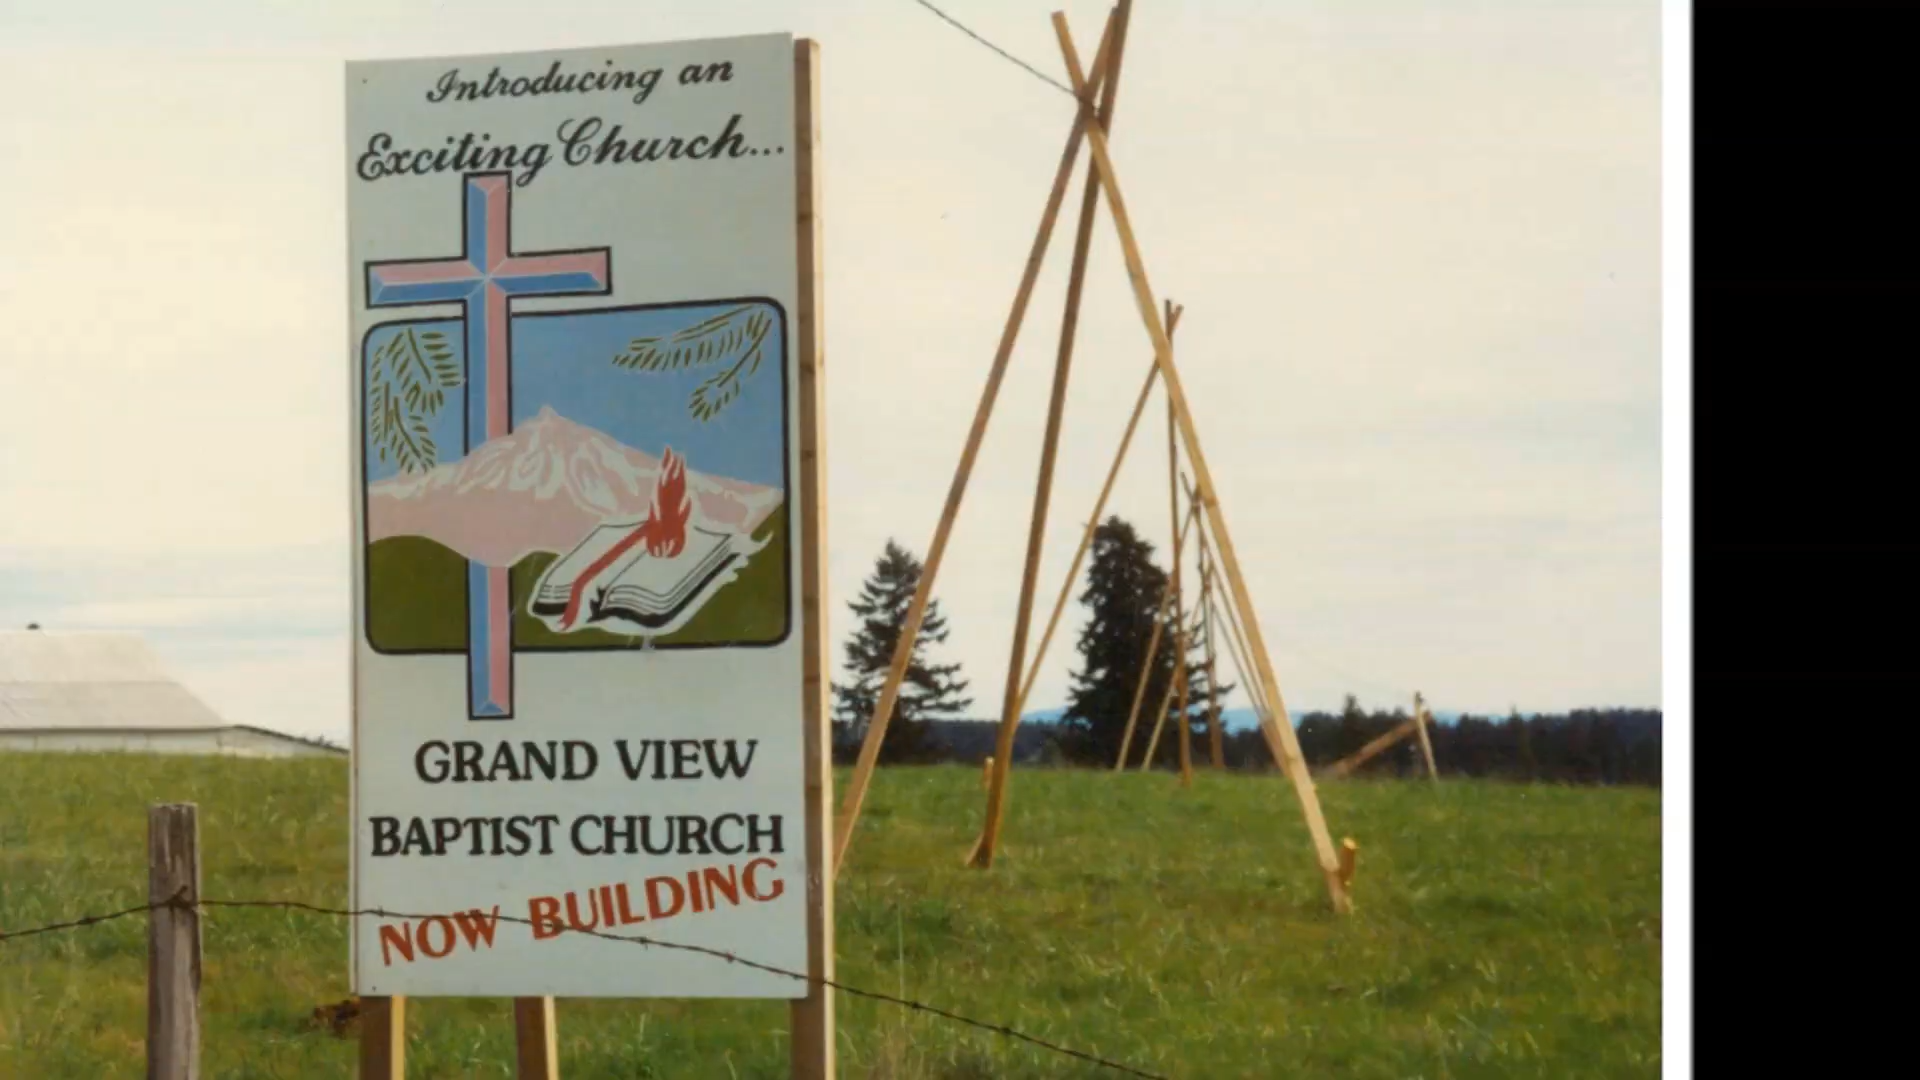 Introducing an
Exciting Church...
GRAND VIEW
BAPTIST CHURCH
NOW BUILDING